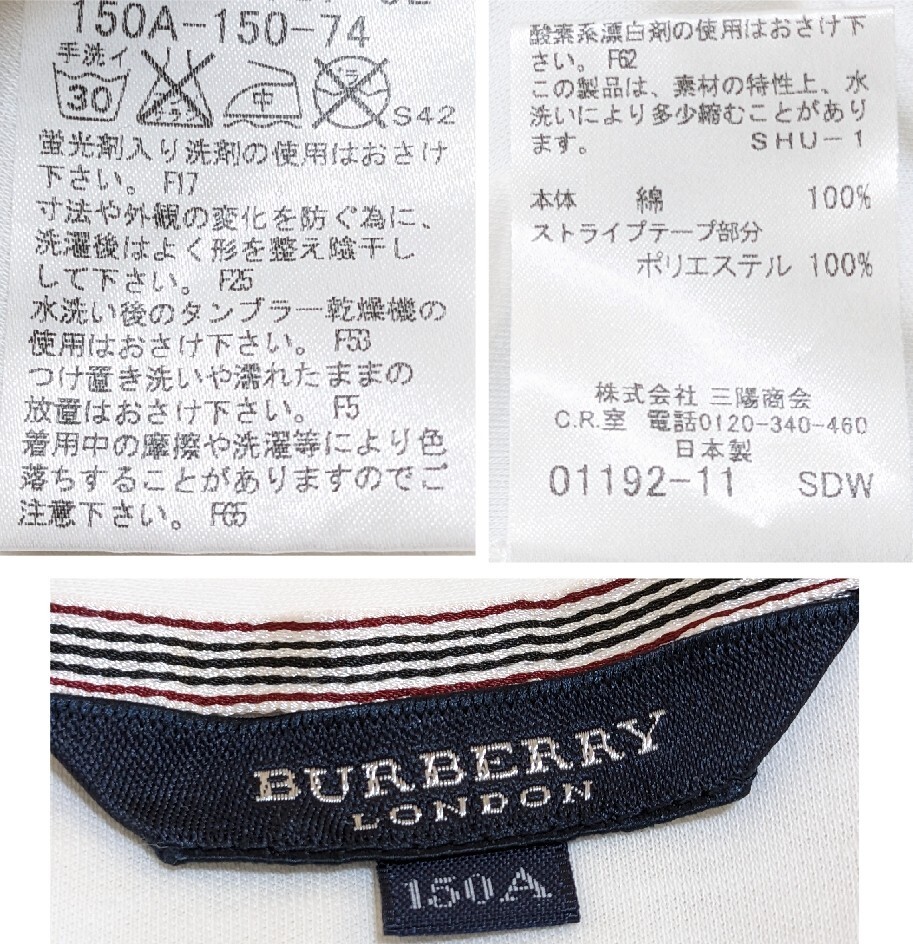 150A-150-74
手洗イ
30
エンソ
サラシ
中
ドライ
S42
蛍光剤入り洗剤の使用はおさけ
下さい。 F17
寸法や外観の変化を防ぐ為に、
洗濯後はよく形を整え陰干し
して下さい。 F25
水洗い後のタンブラー乾燥機の
使用はおさけ下さい。 F53
つけ置き洗いや濡れたままの
放置はおさけ下さい。 F5
着用中の摩擦や洗濯等により色
落ちすることがありますのでご
注意下さい。 F65
酸素系漂白剤の使用はおさけ下
さい。 F62
この製品は、素材の特性上、水
洗いにより多少縮むことがあり
ます。 SHU-1
本体 綿 100%
ストライプテープ部分
ポリエステル 100%
株式会社 三陽商会
C.R.室 電話0120-340-460
日本製
01192-11 SDW
BURBERRY
LONDON
150A